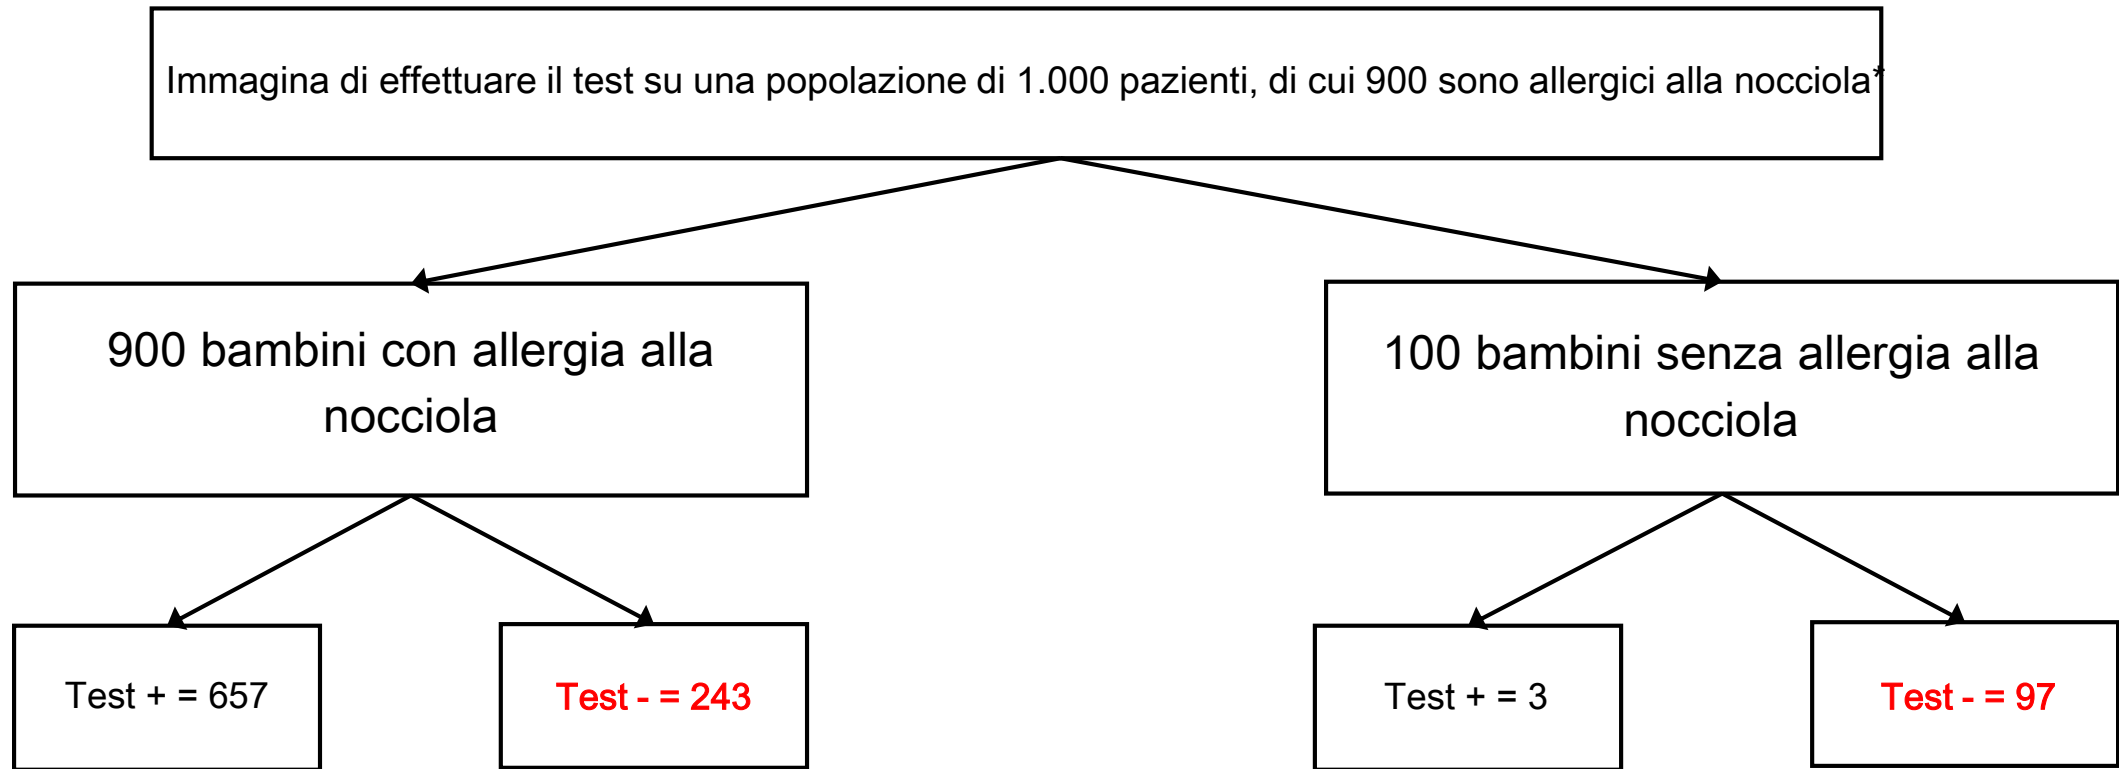 Immagina di effettuare il test su una popolazione di 1.000 pazienti, di cui 900 sono allergici alla nocciola*
900 bambini con allergia alla
nocciola
100 bambini senza allergia alla
nocciola
Test + = 657
Test - = 243
Test + = 3
Test - = 97